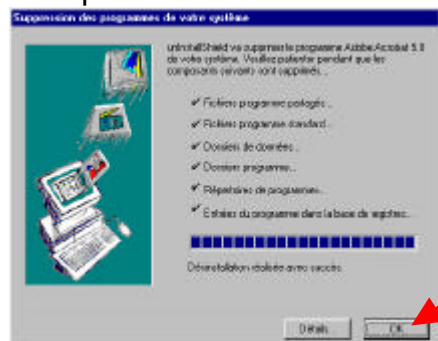 Suppression des programmes de votre système
unInstallShield va supprimer le programme Adobe Acrobat 5.0
de votre système. Veuillez patienter pendant que les
composants suivants sont supprimés...
✔ Fichiers programme partagés...
✔ Fichiers programme standard...
✔ Dossiers de données...
✔ Dossiers programme...
✔ Répertoires de programmes...
✔ Entrées du programme dans la base de registres...
Désinstallation réalisée avec succès.
Détails... OK